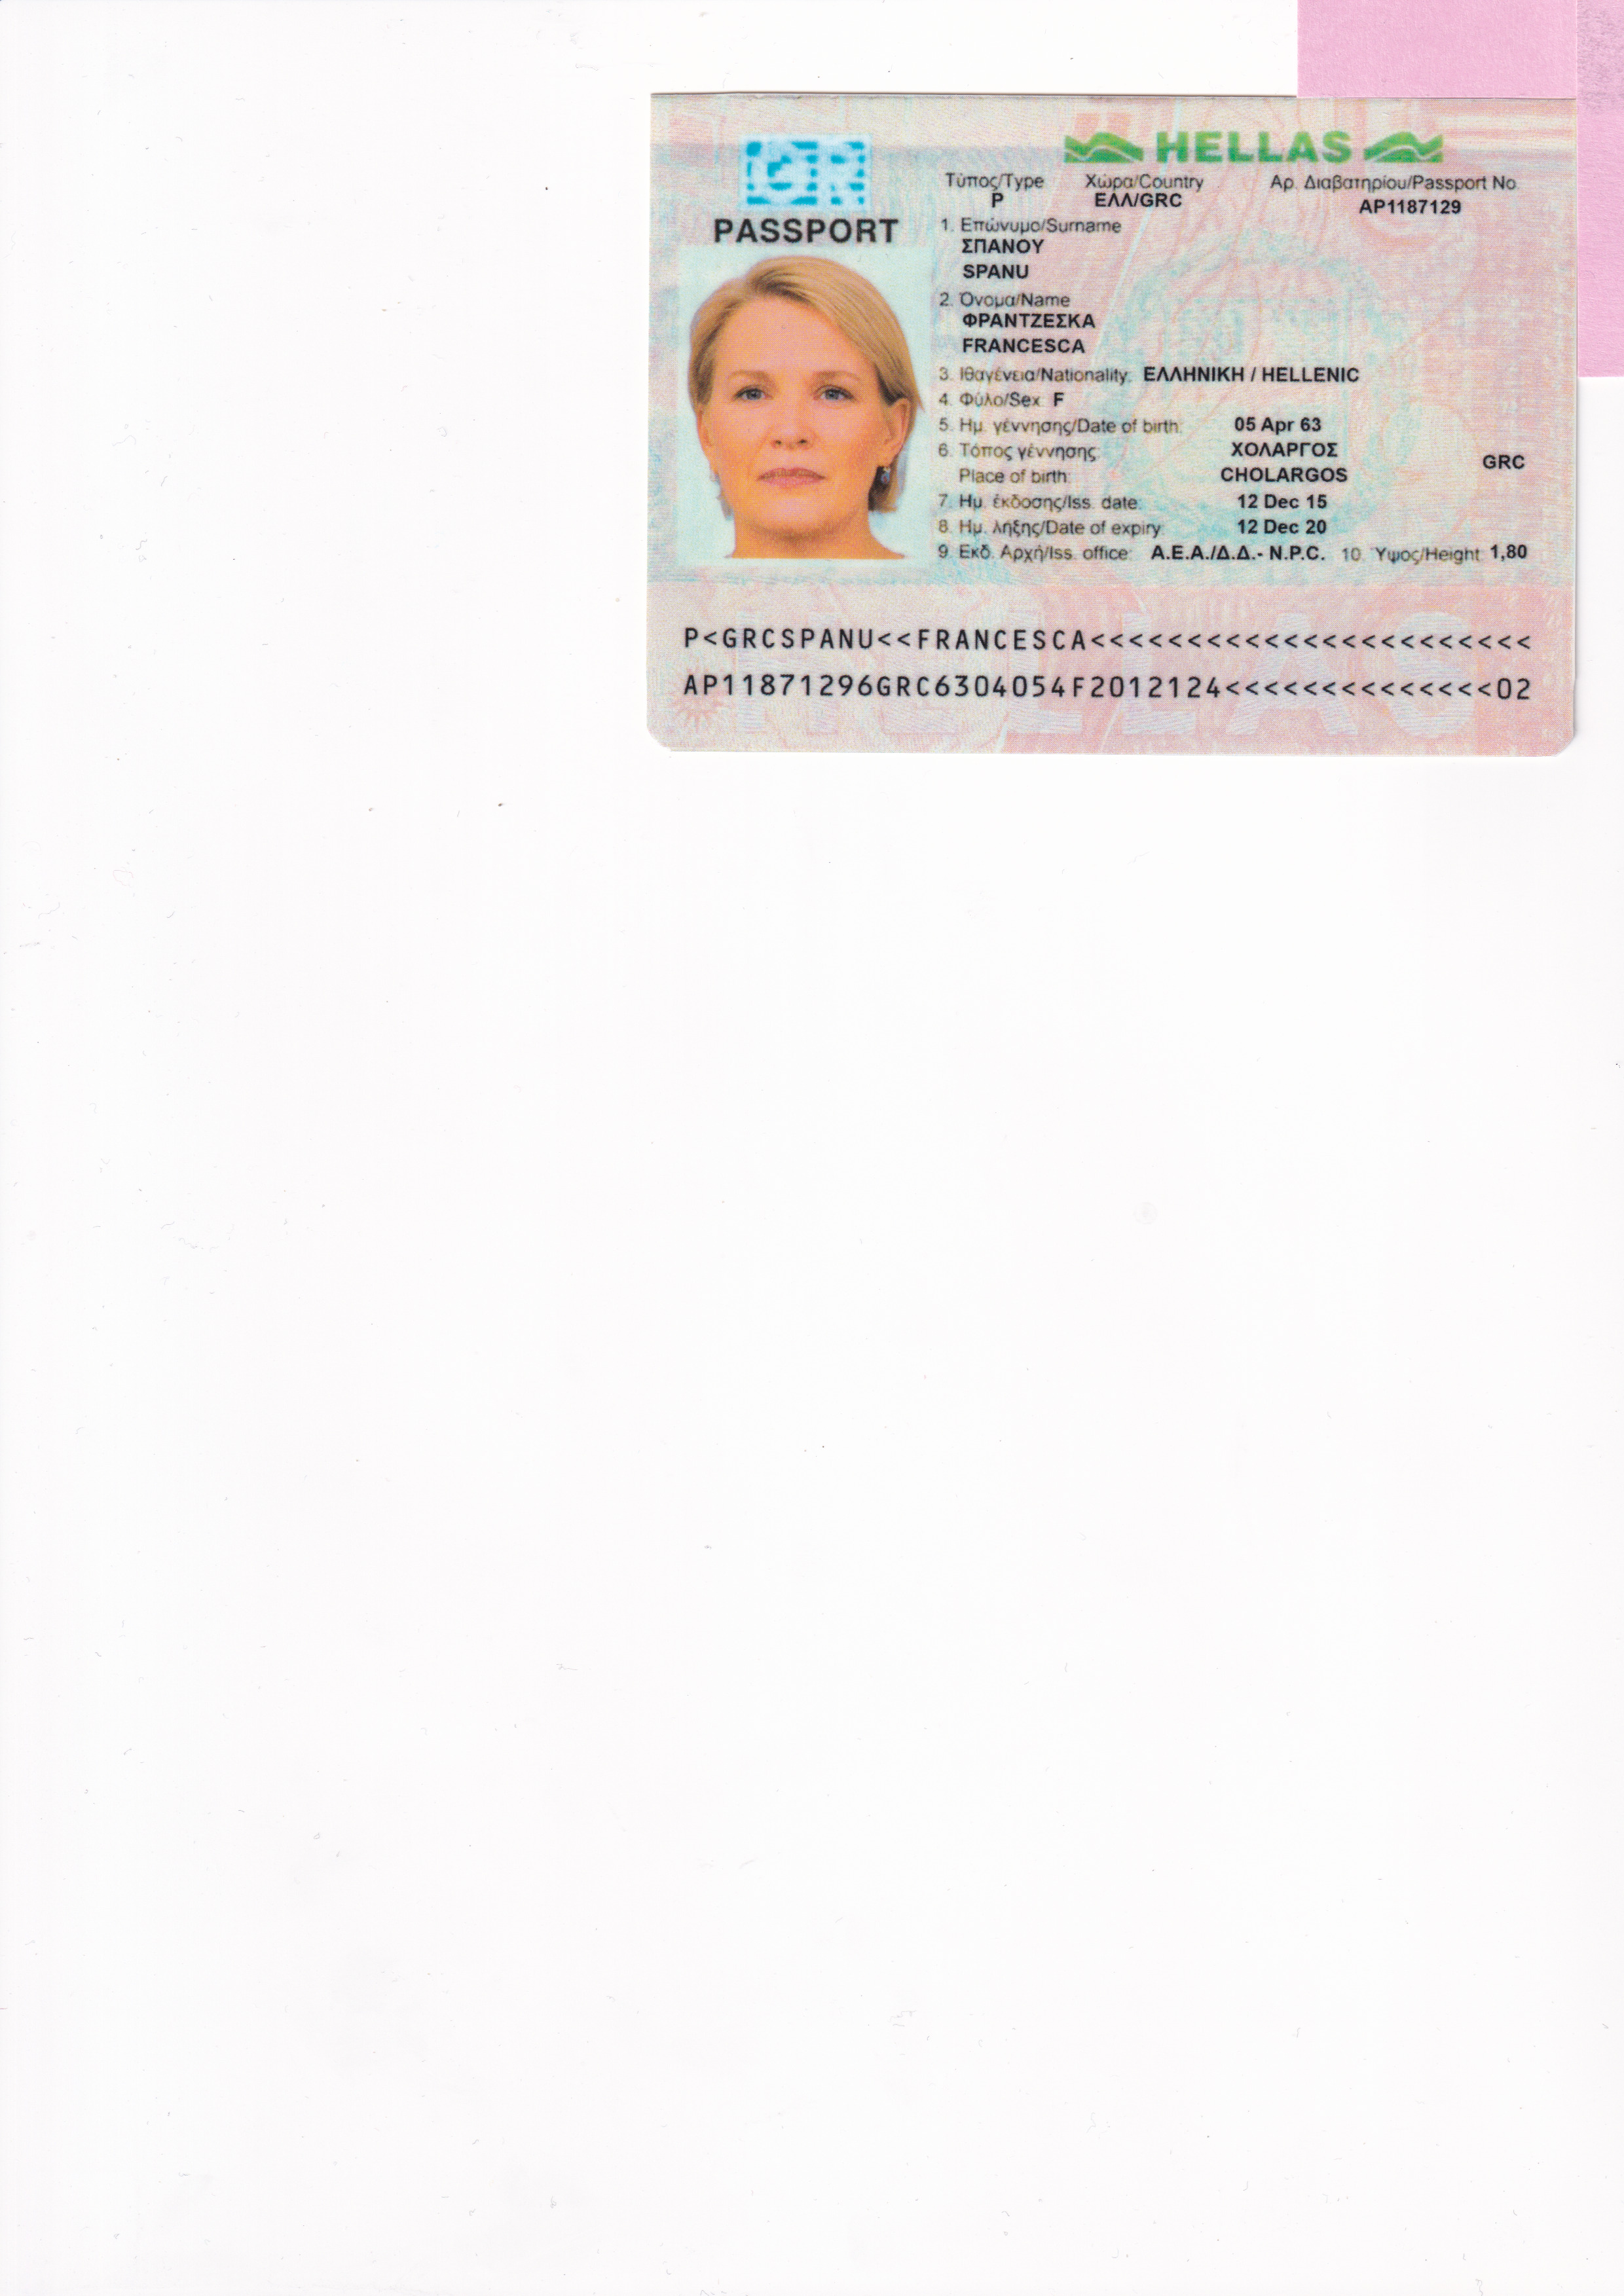 GR
HELLAS
PASSPORT
Τύπος/Type Χώρα/Country Αρ. Διαβατηρίου/Passport No
P ΕΛΛ/GRC AP1187129
1. Επώνυμο/Surname
ΣΠΑΝΟΥ
SPANU
2. Όνομα/Name
ΦΡΑΝΤΖΕΣΚΑ
FRANCESCA
3. Ιθαγένεια/Nationality: ΕΛΛΗΝΙΚΗ / HELLENIC
4. Φύλο/Sex F
5. Ημ. γέννησης/Date of birth: 05 Apr 63
6. Τόπος γέννησης: ΧΟΛΑΡΓΟΣ
Place of birth: CHOLARGOS GRC
7. Ημ. έκδοσης/Iss. date: 12 Dec 15
8. Ημ. λήξης/Date of expiry: 12 Dec 20
9. Εκδ. Αρχή/Iss. office: Α.Ε.Α./Δ.Δ.- N.P.C. 10. Ύψος/Height: 1,80
P<GRCSPANU<<FRANCESCA<<<<<<<<<<<<<<<<<<<<<<<
AP11871296GRC6304054F2012124<<<<<<<<<<<<<<02
HELLAS